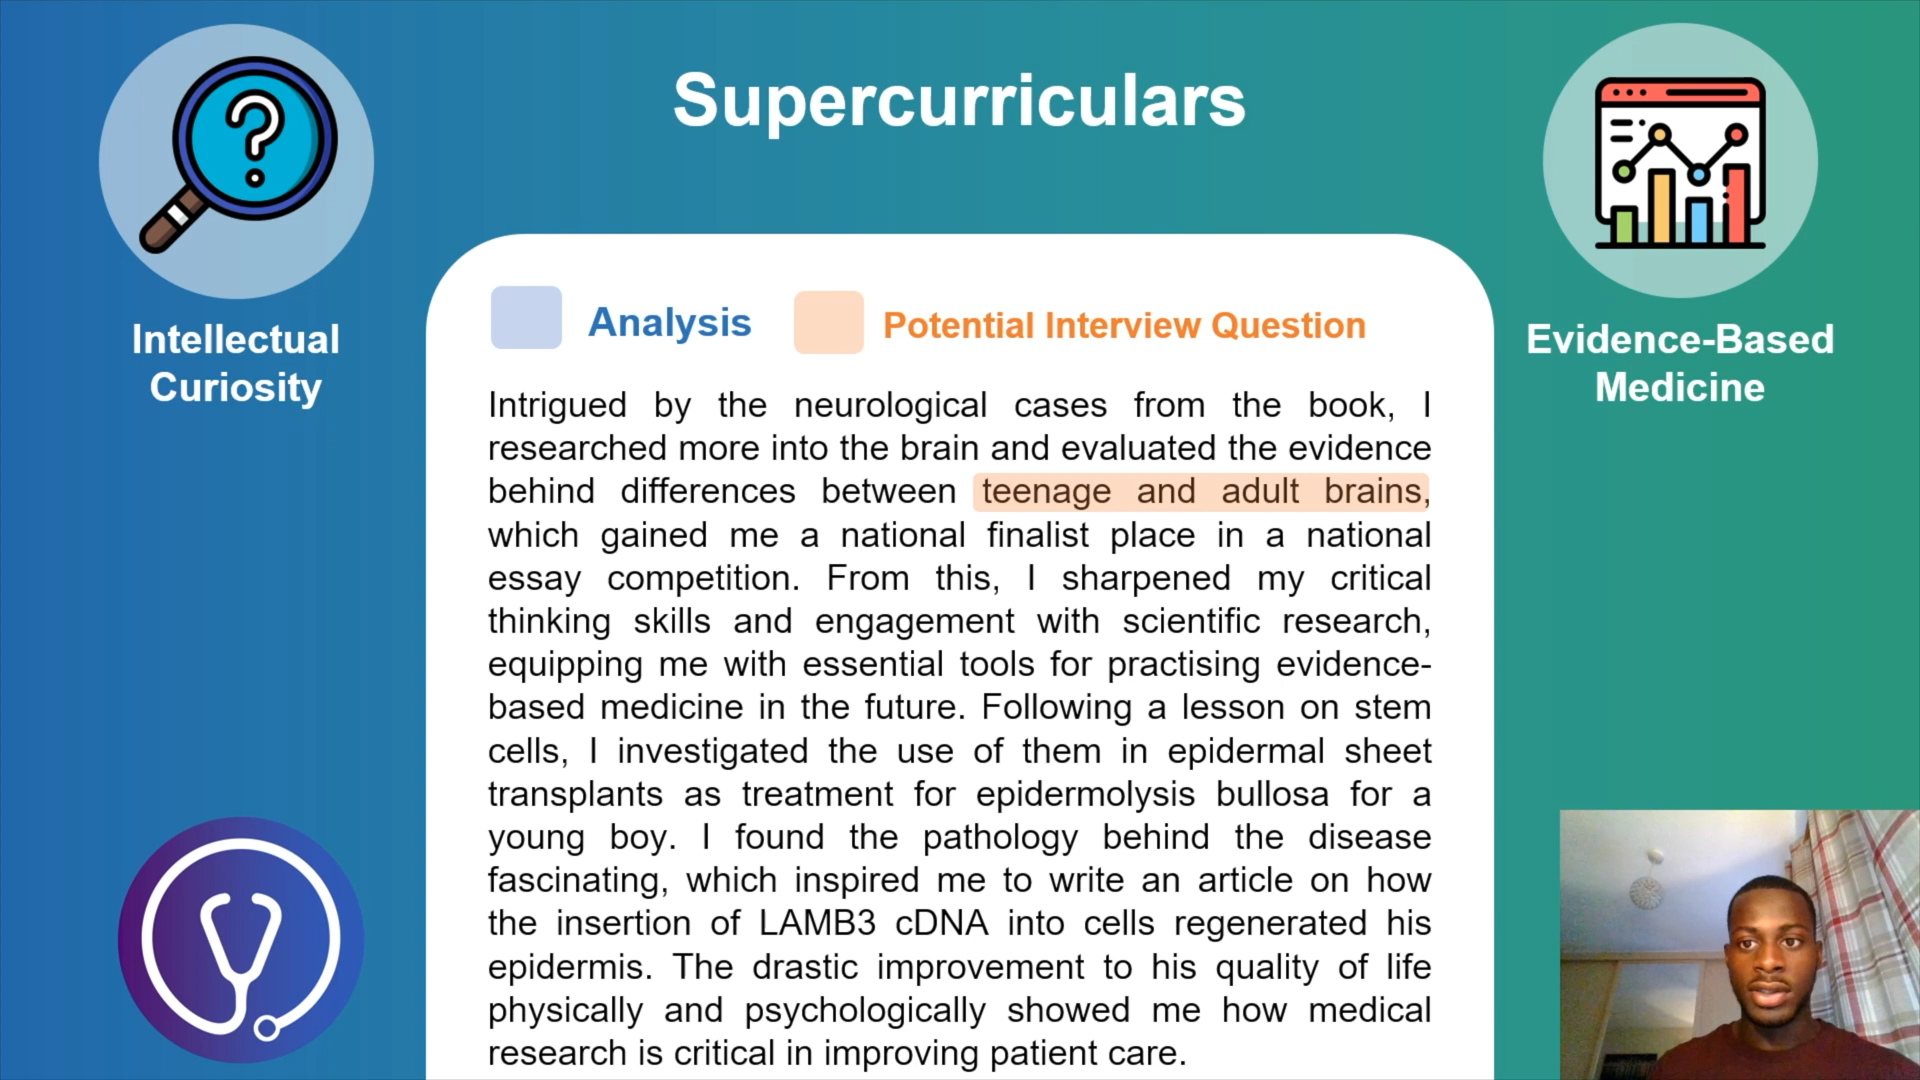 Supercurriculars
Intellectual
Curiosity
Evidence-Based
Medicine
Analysis
Potential Interview Question
Intrigued by the neurological cases from the book, I
researched more into the brain and evaluated the evidence
behind differences between teenage and adult brains,
which gained me a national finalist place in a national
essay competition. From this, I sharpened my critical
thinking skills and engagement with scientific research,
equipping me with essential tools for practising evidence-
based medicine in the future. Following a lesson on stem
cells, I investigated the use of them in epidermal sheet
transplants as treatment for epidermolysis bullosa for a
young boy. I found the pathology behind the disease
fascinating, which inspired me to write an article on how
the insertion of LAMB3 cDNA into cells regenerated his
epidermis. The drastic improvement to his quality of life
physically and psychologically showed me how medical
research is critical in improving patient care.